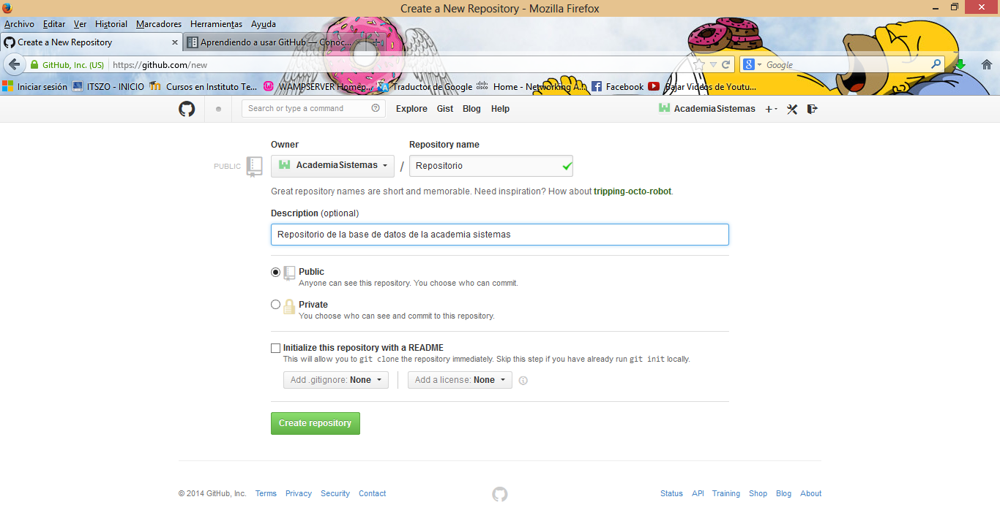 Create a New Repository - Mozilla Firefox
Archivo Editar Ver Historial Marcadores Herramientas Ayuda
Create a New Repository
Aprendiendo a usar GitHub — Conoc...
GitHub, Inc. (US) https://github.com/new
Google
Iniciar sesión ITSZO - INICIO Cursos en Instituto Te... WAMPSERVER Homep... Traductor de Google Home - Networking A... Facebook Bajar Videos de Youtu...
Search or type a command Explore Gist Blog Help AcademiaSistemas
Owner Repository name
PUBLIC AcademiaSistemas / Repositorio
Great repository names are short and memorable. Need inspiration? How about tripping-octo-robot.
Description (optional)
Repositorio de la base de datos de la academia sistemas
Public
Anyone can see this repository. You choose who can commit.
Private
You choose who can see and commit to this repository.
Initialize this repository with a README
This will allow you to git clone the repository immediately. Skip this step if you have already run git init locally.
Add .gitignore: None Add a license: None
Create repository
© 2014 GitHub, Inc. Terms Privacy Security Contact Status API Training Shop Blog About